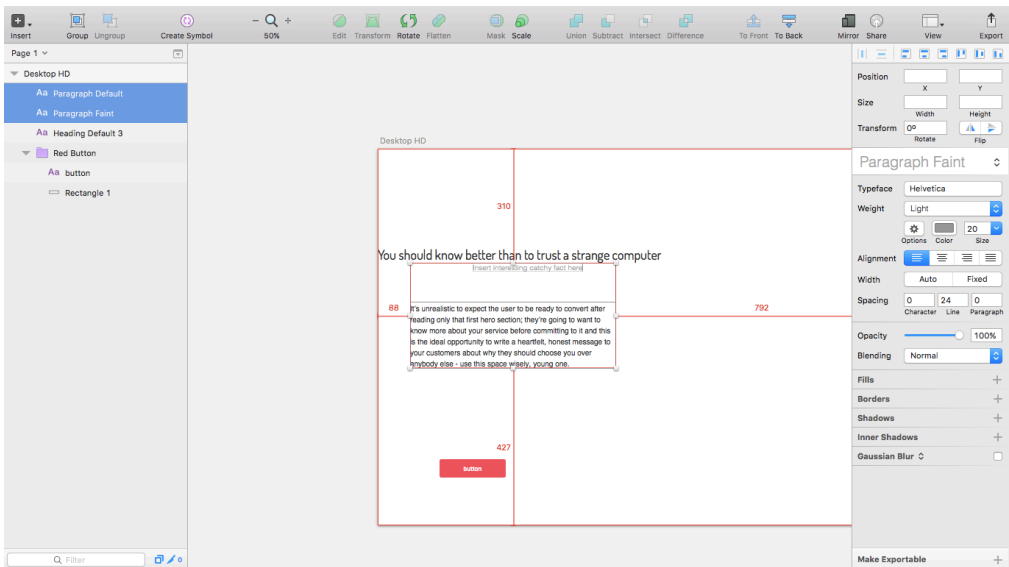 Insert
Group Ungroup
Create Symbol
50%
Edit Transform Rotate Flatten
Mask Scale
Union Subtract Intersect Difference
To Front To Back
Mirror Share
View
Export
Page 1
Desktop HD
Aa Paragraph Default
Aa Paragraph Faint
Aa Heading Default 3
Red Button
Aa button
Rectangle 1
Filter
0
Desktop HD
310
You should know better than to trust a strange computer
Insert interesting catchy fact here
88
762
It's unrealistic to expect the user to be ready to convert after
reading only that first hero section; they're going to want to
know more about your service before committing to it and this
is the ideal opportunity to write a heartfelt, honest message to
your customers about why they should choose you over
anybody else - use this space wisely, young one.
427
button
Position
X Y
Size
Width Height
Transform 0º
Rotate Flip
Paragraph Faint
Typeface Helvetica
Weight Light
20
Options Color Size
Alignment
Width Auto Fixed
Spacing 0 24 0
Character Line Paragraph
Opacity 100%
Blending Normal
Fills
Borders
Shadows
Inner Shadows
Gaussian Blur
Make Exportable